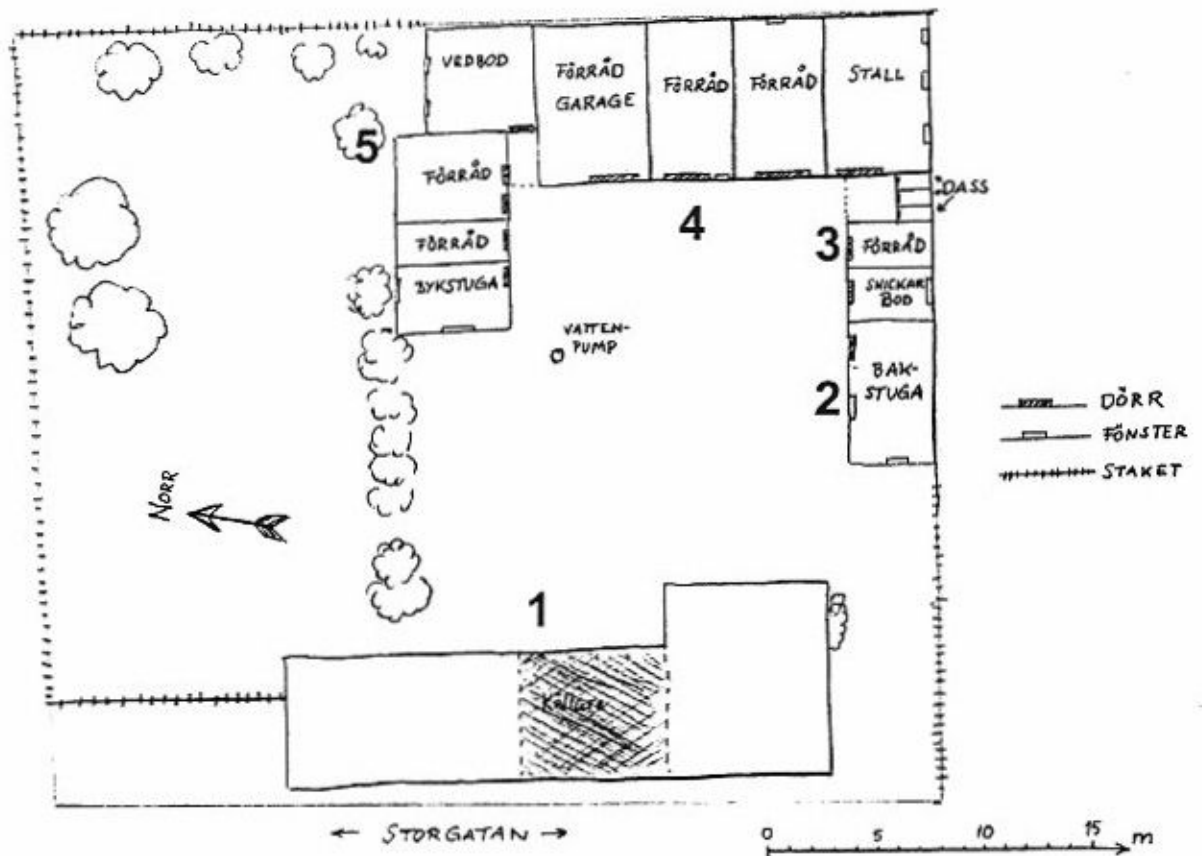 VEDBOD
FÖRRÅD
GARAGE
FÖRRÅD
FÖRRÅD
STALL
5
FÖRRÅD
DASS
4
3
FÖRRÅD
FÖRRÅD
BYKSTUGA
SNICKAR
BOD
VATTEN-
PUMP
2
BAK-
STUGA
DÖRR
FÖNSTER
STAKET
NORR
1
Källare
← STORGATAN →
0 5 10 15 m